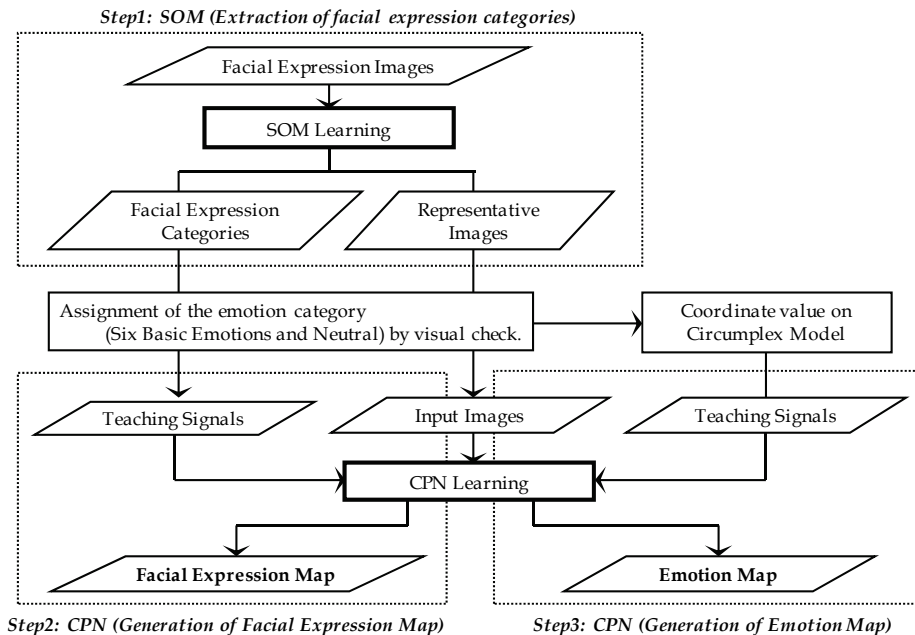 Step1: SOM (Extraction of facial expression categories)
Facial Expression Images
SOM Learning
Facial Expression
Categories
Representative
Images
Assignment of the emotion category
(Six Basic Emotions and Neutral) by visual check.
Coordinate value on
Circumplex Model
Teaching Signals
Input Images
Teaching Signals
CPN Learning
Facial Expression Map
Emotion Map
Step2: CPN (Generation of Facial Expression Map)
Step3: CPN (Generation of Emotion Map)